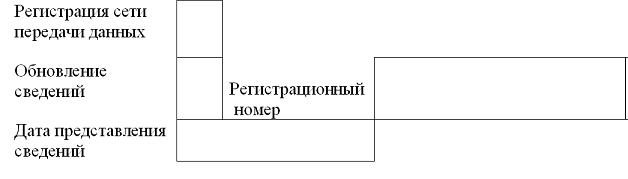 Регистрация сети
передачи данных
Обновление
сведений
Регистрационный
номер
Дата представления
сведений